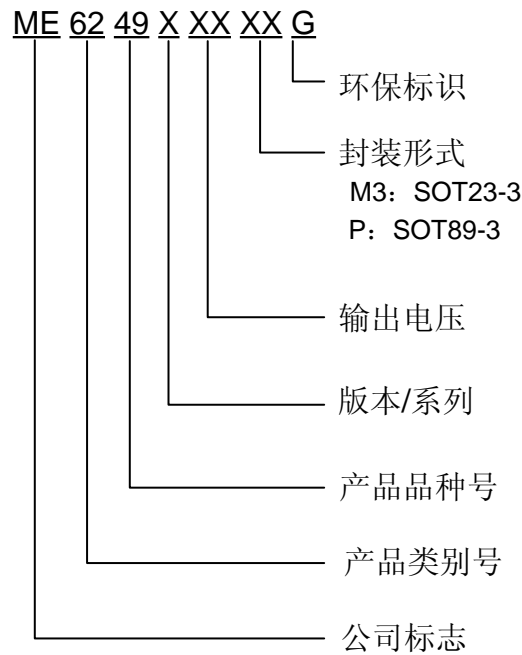 ME 62 49 X XX XX G
环保标识
封装形式
M3：SOT23-3
P：SOT89-3
输出电压
版本/系列
产品品种号
产品类别号
公司标志